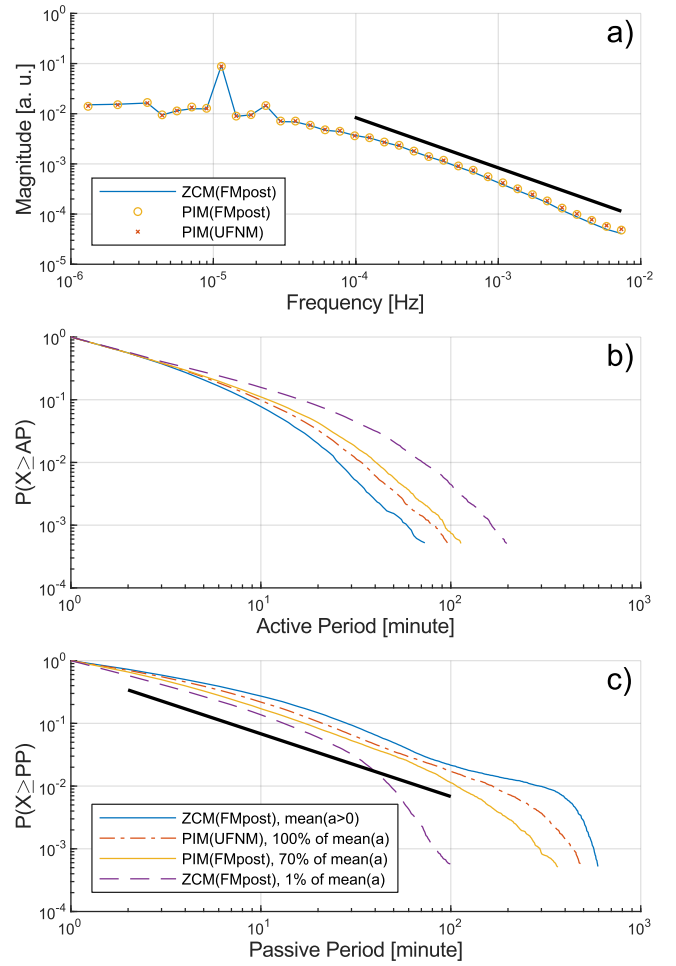 a)
10^-1
10^-2
10^-3
10^-4
10^-5
Magnitude [a. u.]
ZCM(FMpost)
PIM(FMpost)
PIM(UFNM)
10^-6 10^-5 10^-4 10^-3 10^-2
Frequency [Hz]
b)
10^0
10^-1
10^-2
10^-3
10^-4
P(X≥AP)
10^0 10^1 10^2 10^3
Active Period [minute]
c)
10^0
10^-1
10^-2
10^-3
10^-4
P(X≥PP)
ZCM(FMpost), mean(a>0)
PIM(UFNM), 100% of mean(a)
PIM(FMpost), 70% of mean(a)
ZCM(FMpost), 1% of mean(a)
10^0 10^1 10^2 10^3
Passive Period [minute]